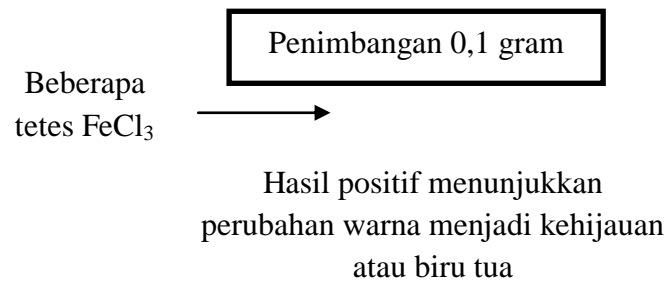 Penimbangan 0,1 gram
Beberapa
tetes FeCl₃
Hasil positif menunjukkan
perubahan warna menjadi kehijauan
atau biru tua